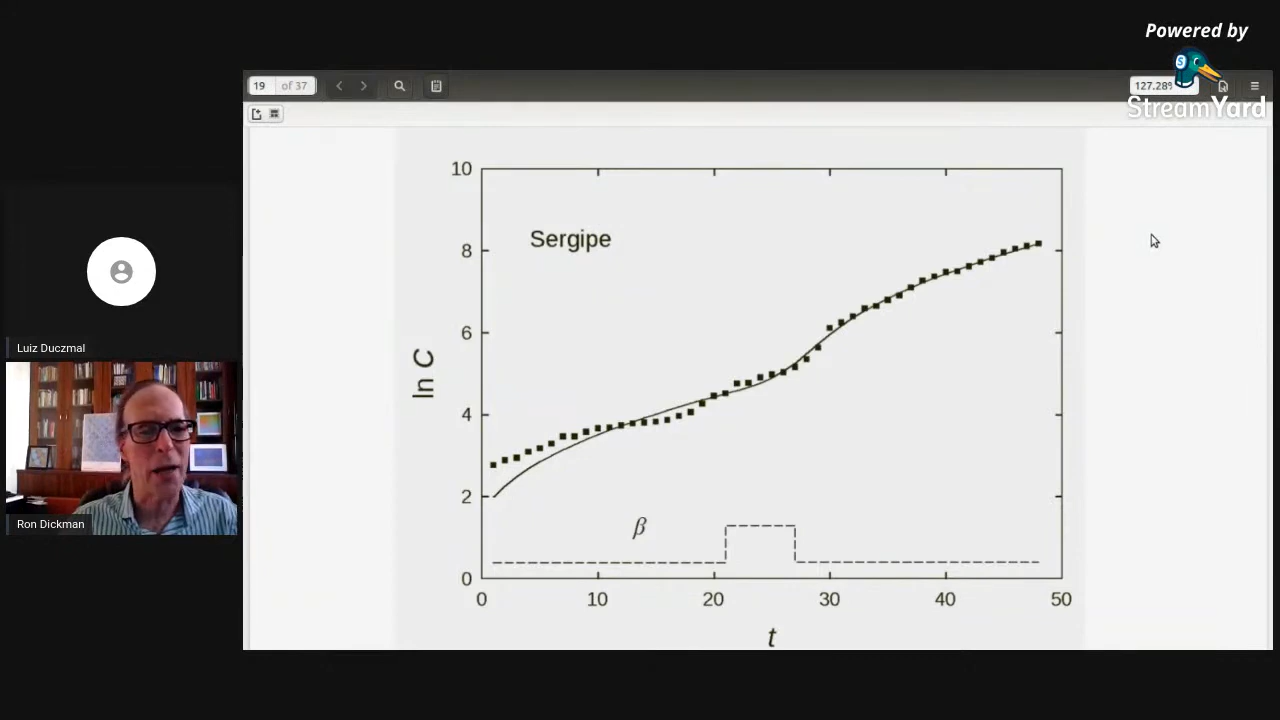 Powered by
StreamYard
19 of 37
127.28%
10
8
6
4
2
0
Sergipe
ln C
β
0 10 20 30 40 50
t
Luiz Duczmal
Ron Dickman